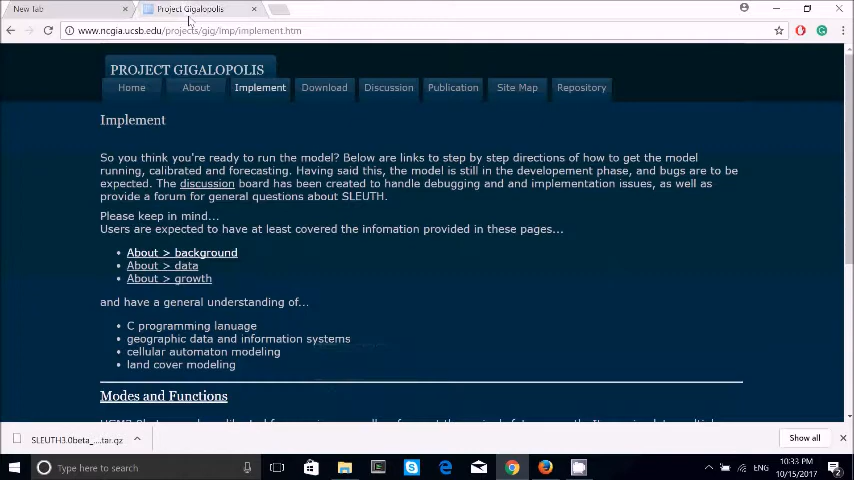 New Tab
Project Gigalopolis
www.ncgia.ucsb.edu/projects/gig/Imp/implement.htm
PROJECT GIGALOPOLIS
Home About Implement Download Discussion Publication Site Map Repository
Implement
So you think you're ready to run the model? Below are links to step by step directions of how to get the model
running, calibrated and forecasting. Having said this, the model is still in the developement phase, and bugs are to be
expected. The discussion board has been created to handle debugging and and implementation issues, as well as
provide a forum for general questions about SLEUTH.
Please keep in mind...
Users are expected to have at least covered the infomation provided in these pages...
• About > background
• About > data
• About > growth
and have a general understanding of...
• C programming lanuage
• geographic data and information systems
• cellular automaton modeling
• land cover modeling
Modes and Functions
SLEUTH3.0beta_....tar.gz
Show all
Type here to search
ENG
10:33 PM
10/15/2017
2